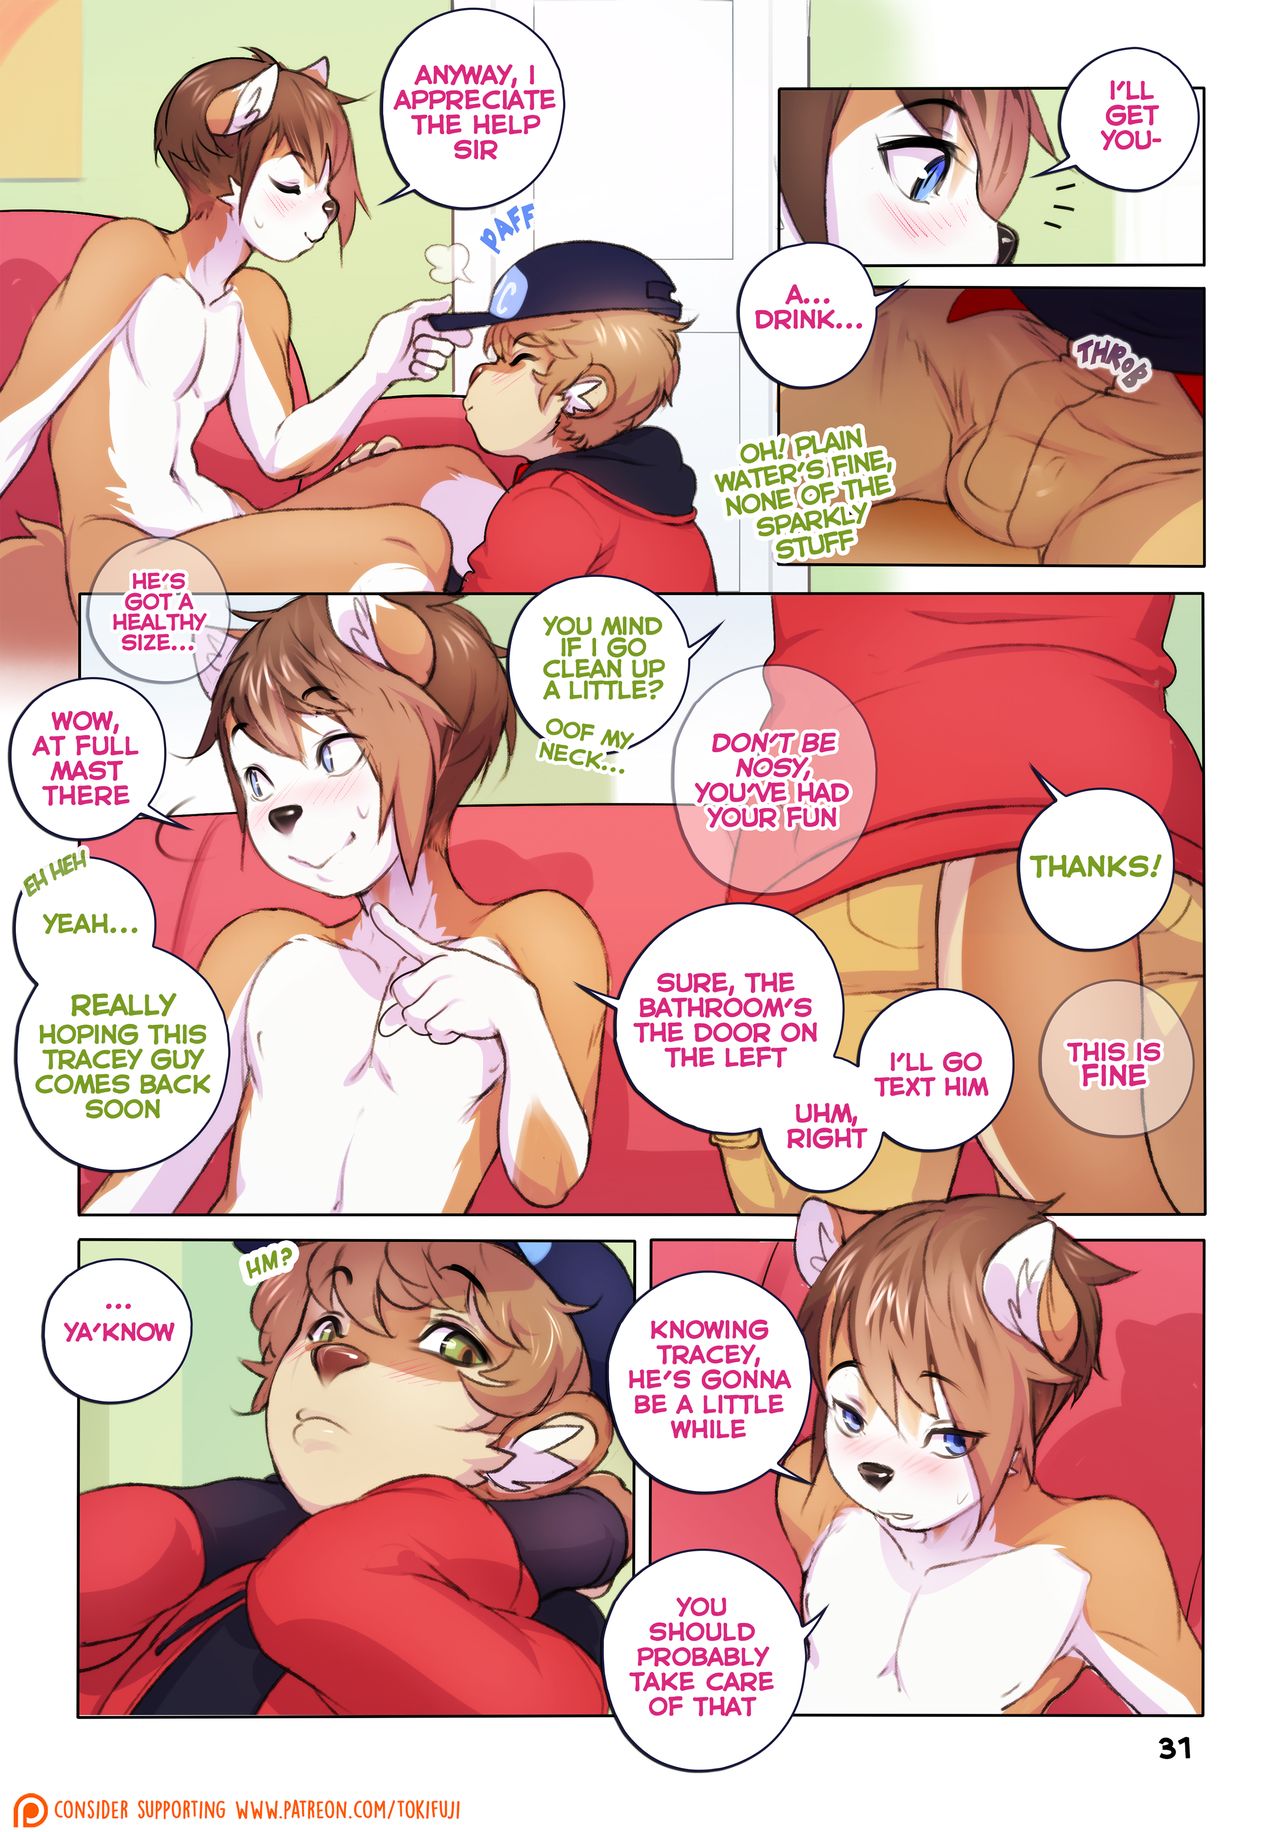 ANYWAY, I
APPRECIATE
THE HELP
SIR
PAFF
C
I'LL
GET
YOU-
A...
DRINK...
THROB
OH! PLAIN
WATER'S FINE,
NONE OF THE
SPARKLY
STUFF
HE'S
GOT A
HEALTHY
SIZE...
WOW,
AT FULL
MAST
THERE
EH HEH
YEAH...
REALLY
HOPING THIS
TRACEY GUY
COMES BACK
SOON
YOU MIND
IF I GO
CLEAN UP
A LITTLE?
OOF MY
NECK...
DON'T BE
NOSY,
YOU'VE HAD
YOUR FUN
SURE, THE
BATHROOM'S
THE DOOR ON
THE LEFT
UHM,
RIGHT
I'LL GO
TEXT HIM
THANKS!
THIS IS
FINE
...
YA'KNOW
HM?
KNOWING
TRACEY,
HE'S GONNA
BE A LITTLE
WHILE
YOU
SHOULD
PROBABLY
TAKE CARE
OF THAT
31
CONSIDER SUPPORTING WWW.PATREON.COM/TOKIFUJI